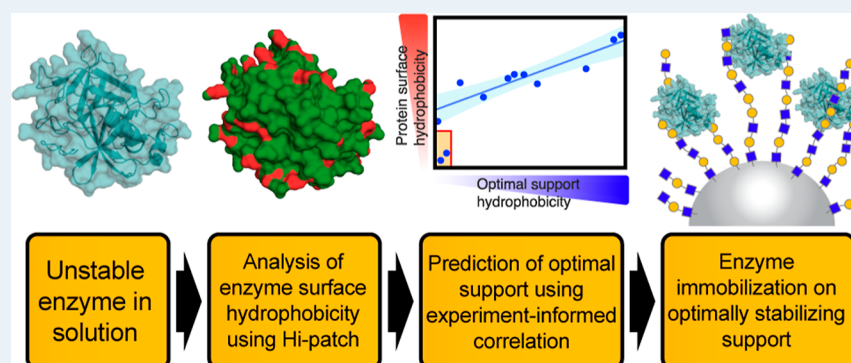 Protein surface
hydrophobicity
Optimal support
hydrophobicity
Unstable
enzyme in
solution
Analysis of
enzyme surface
hydrophobicity
using Hi-patch
Prediction of optimal
support using
experiment-informed
correlation
Enzyme
immobilization on
optimally stabilizing
support